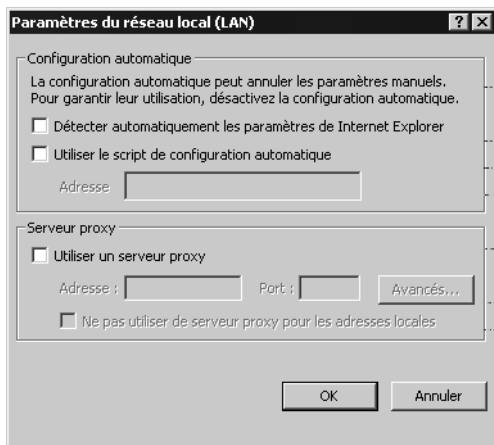 Paramètres du réseau local (LAN)
Configuration automatique
La configuration automatique peut annuler les paramètres manuels.
Pour garantir leur utilisation, désactivez la configuration automatique.
Détecter automatiquement les paramètres de Internet Explorer
Utiliser le script de configuration automatique
Adresse
Serveur proxy
Utiliser un serveur proxy
Adresse : Port : Avancés...
Ne pas utiliser de serveur proxy pour les adresses locales
OK Annuler